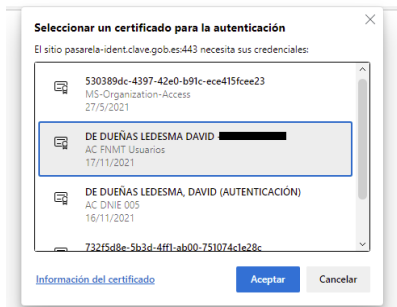 Seleccionar un certificado para la autenticación
El sitio pasarela-ident.clave.gob.es:443 necesita sus credenciales:
530389dc-4397-42e0-b91c-ece415fcee23
MS-Organization-Access
27/5/2021
DE DUEÑAS LEDESMA DAVID -
AC FNMT Usuarios
17/11/2021
DE DUEÑAS LEDESMA, DAVID (AUTENTICACIÓN)
AC DNIE 005
16/11/2021
732f5d8e-5b3d-4ff1-ab00-751074c1e28c
Información del certificado
Aceptar
Cancelar